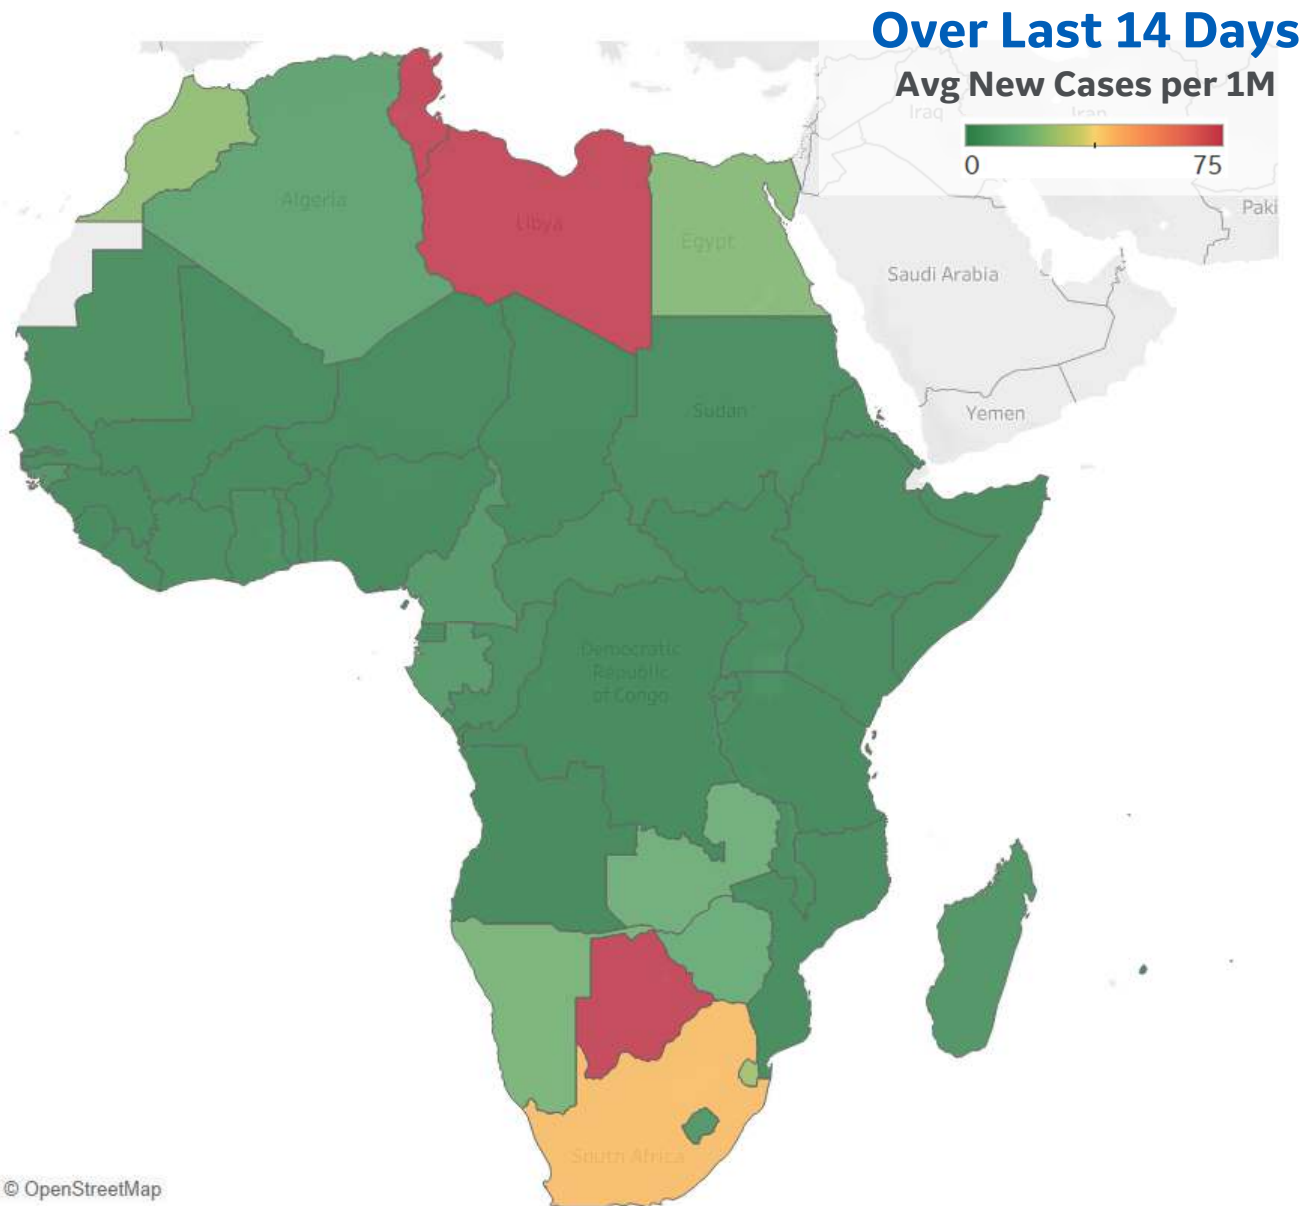 Over Last 14 Days
Avg New Cases per 1M
Iraq
Iran
0
75
Paki
Algeria
Libya
Egypt
Saudi Arabia
Sudan
Yemen
Democratic
Republic
of Congo
South Africa
© OpenStreetMap